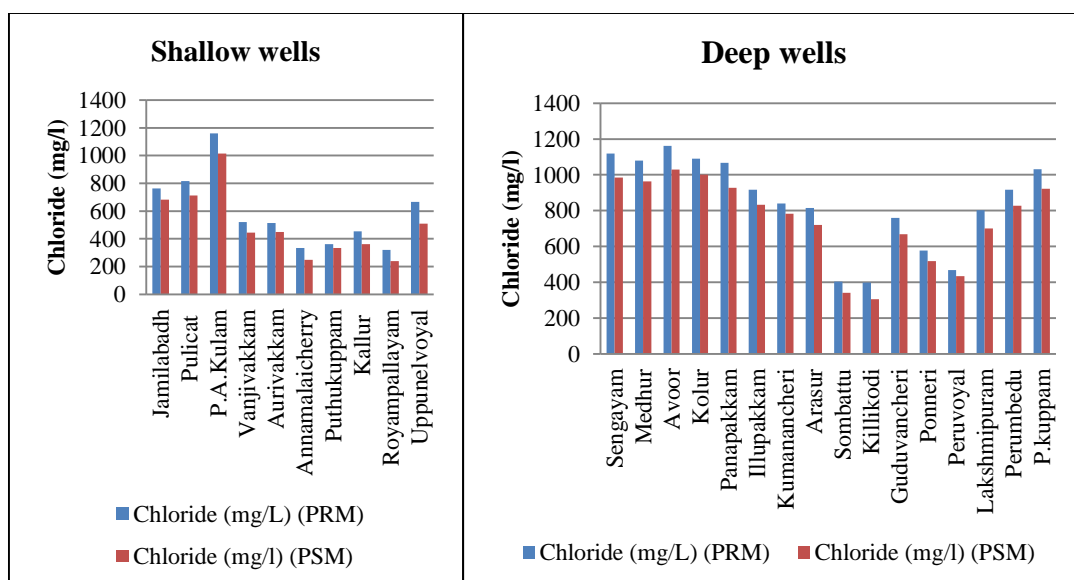 Shallow wells
Chloride (mg/l)
1400
1200
1000
800
600
400
200
0
Jamilabadh
Pulicat
P.A.Kulam
Vanjivakkam
Aurivakkam
Annamalaicherry
Puthukuppam
Kallur
Royampallayam
Uppunelvoyal
Chloride (mg/L) (PRM)
Chloride (mg/l) (PSM)
Deep wells
Chloride (mg/l)
1400
1200
1000
800
600
400
200
0
Sengayam
Medhur
Avoor
Kolur
Panapakkam
Illupakkam
Kumanancheri
Arasur
Sombattu
Killikodi
Guduvancheri
Ponneri
Peruvoyal
Lakshmipuram
Perumbedu
P.kuppam
Chloride (mg/L) (PRM)
Chloride (mg/l) (PSM)